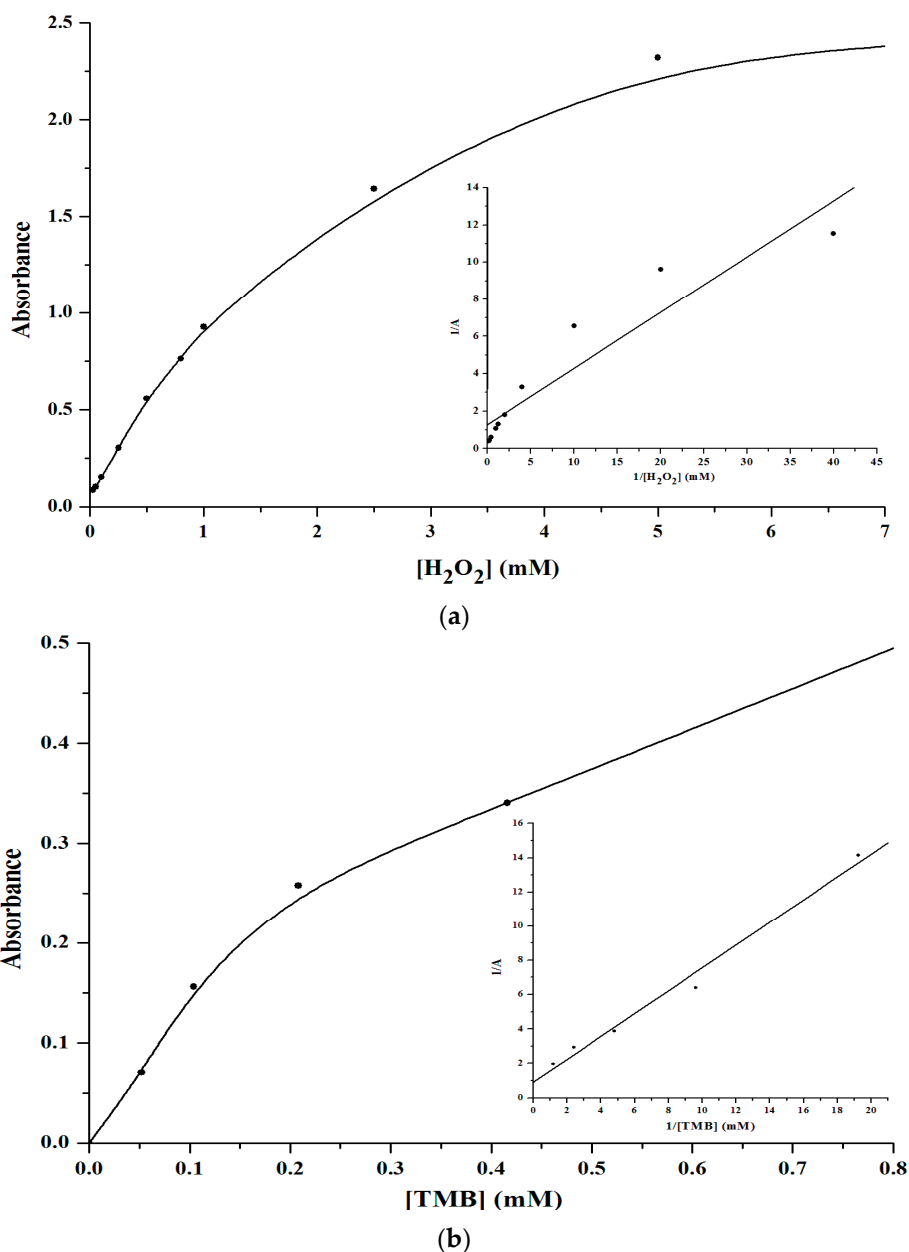 2.5
2.0
1.5
1.0
0.5
0.0
Absorbance
0 1 2 3 4 5 6 7
[H2O2] (mM)
14
12
10
8
6
4
2
0
1/A
0 5 10 15 20 25 30 35 40 45
1/[H2O2] (mM)
(a)
0.5
0.4
0.3
0.2
0.1
0.0
Absorbance
0.0 0.1 0.2 0.3 0.4 0.5 0.6 0.7 0.8
[TMB] (mM)
16
14
12
10
8
6
4
2
0
1/A
0 2 4 6 8 10 12 14 16 18 20
1/[TMB] (mM)
(b)